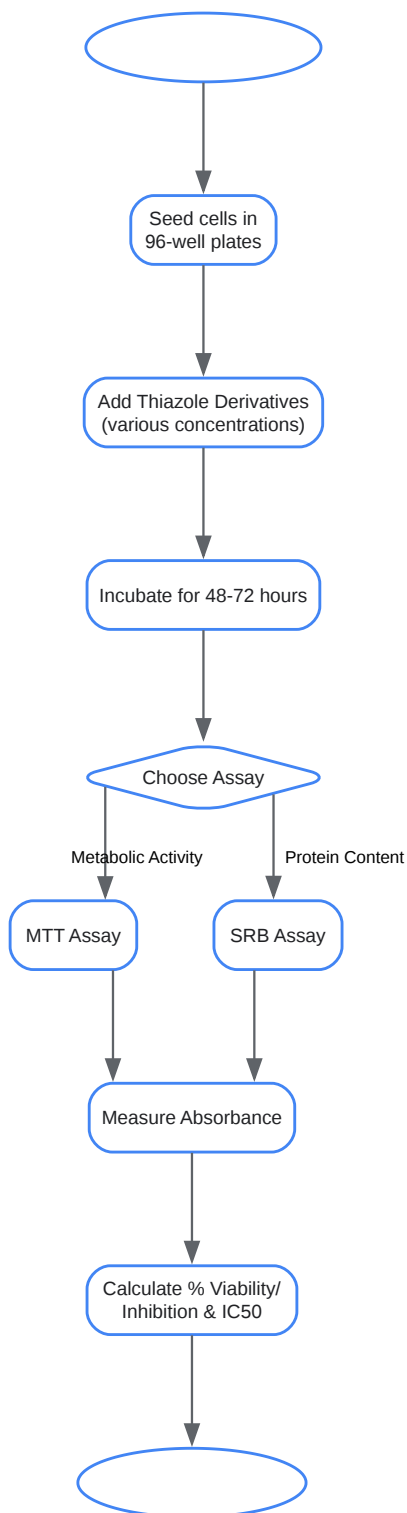 Seed cells in
96-well plates
Add Thiazole Derivatives
(various concentrations)
Incubate for 48-72 hours
Choose Assay
Metabolic Activity
Protein Content
MTT Assay
SRB Assay
Measure Absorbance
Calculate % Viability/
Inhibition & IC50